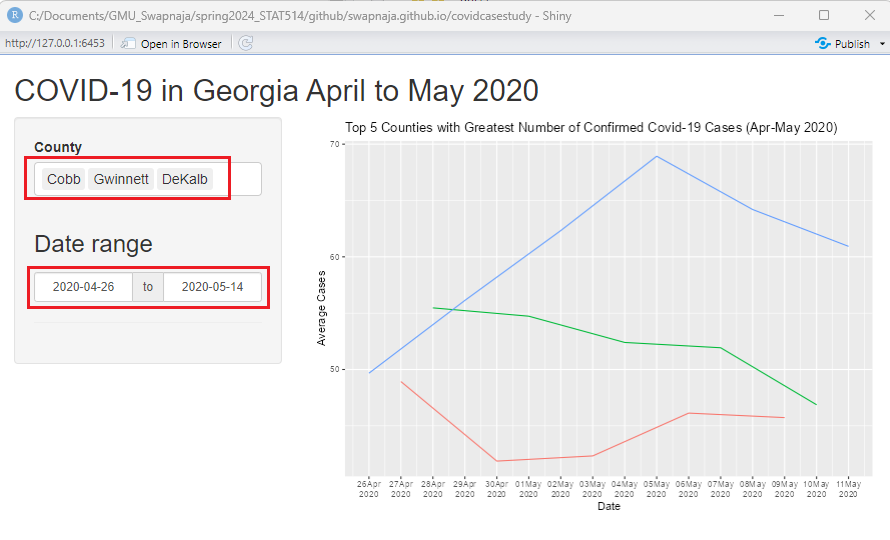 C:/Documents/GMU_Swapnaja/spring2024_STAT514/github/swapnaja.github.io/covidcasestudy - Shiny
http://127.0.0.1:6453 Open in Browser Publish
COVID-19 in Georgia April to May 2020
County
Cobb Gwinnett DeKalb
Date range
2020-04-26 to 2020-05-14
Top 5 Counties with Greatest Number of Confirmed Covid-19 Cases (Apr-May 2020)
70
60
50
Average Cases
26Apr 27Apr 28Apr 29Apr 30Apr 01May 02May 03May 04May 05May 06May 07May 08May 09May 10May 11May
2020 2020 2020 2020 2020 2020 2020 2020 2020 2020 2020 2020 2020 2020 2020 2020
Date